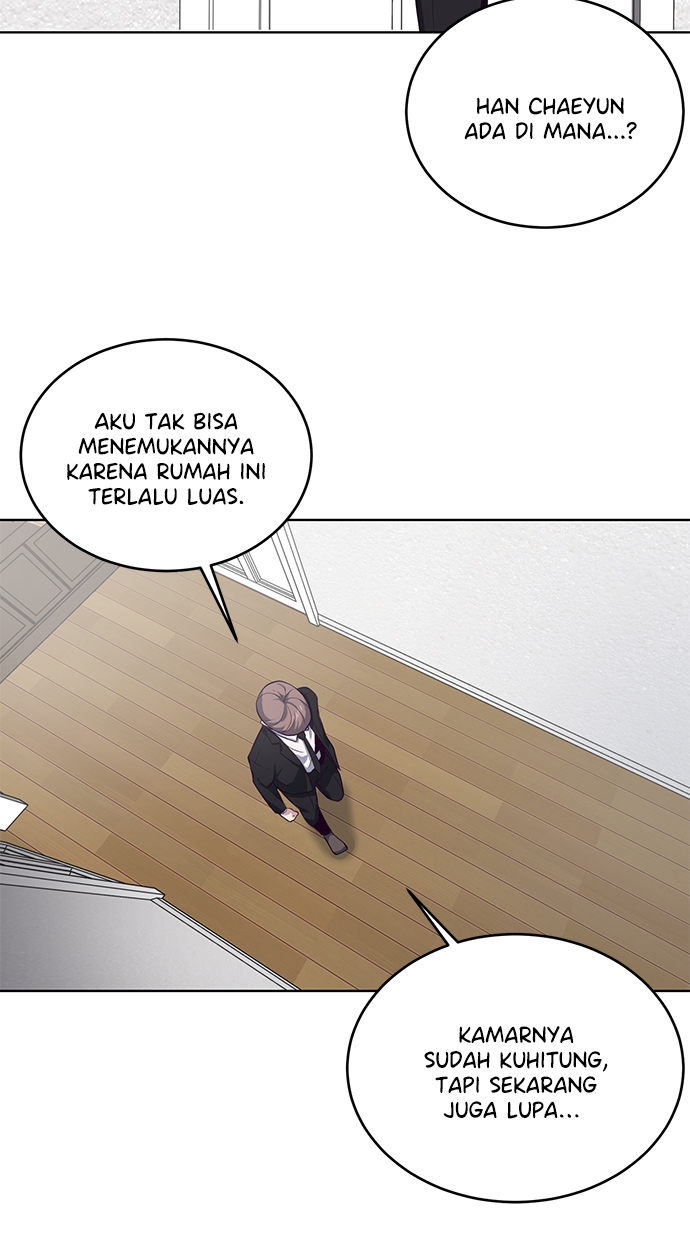 HAN CHAEYUN
ADA DI MANA...?
AKU TAK BISA
MENEMUKANNYA
KARENA RUMAH INI
TERLALU LUAS.
KAMARNYA
SUDAH KUHITUNG,
TAPI SEKARANG
JUGA LUPA...